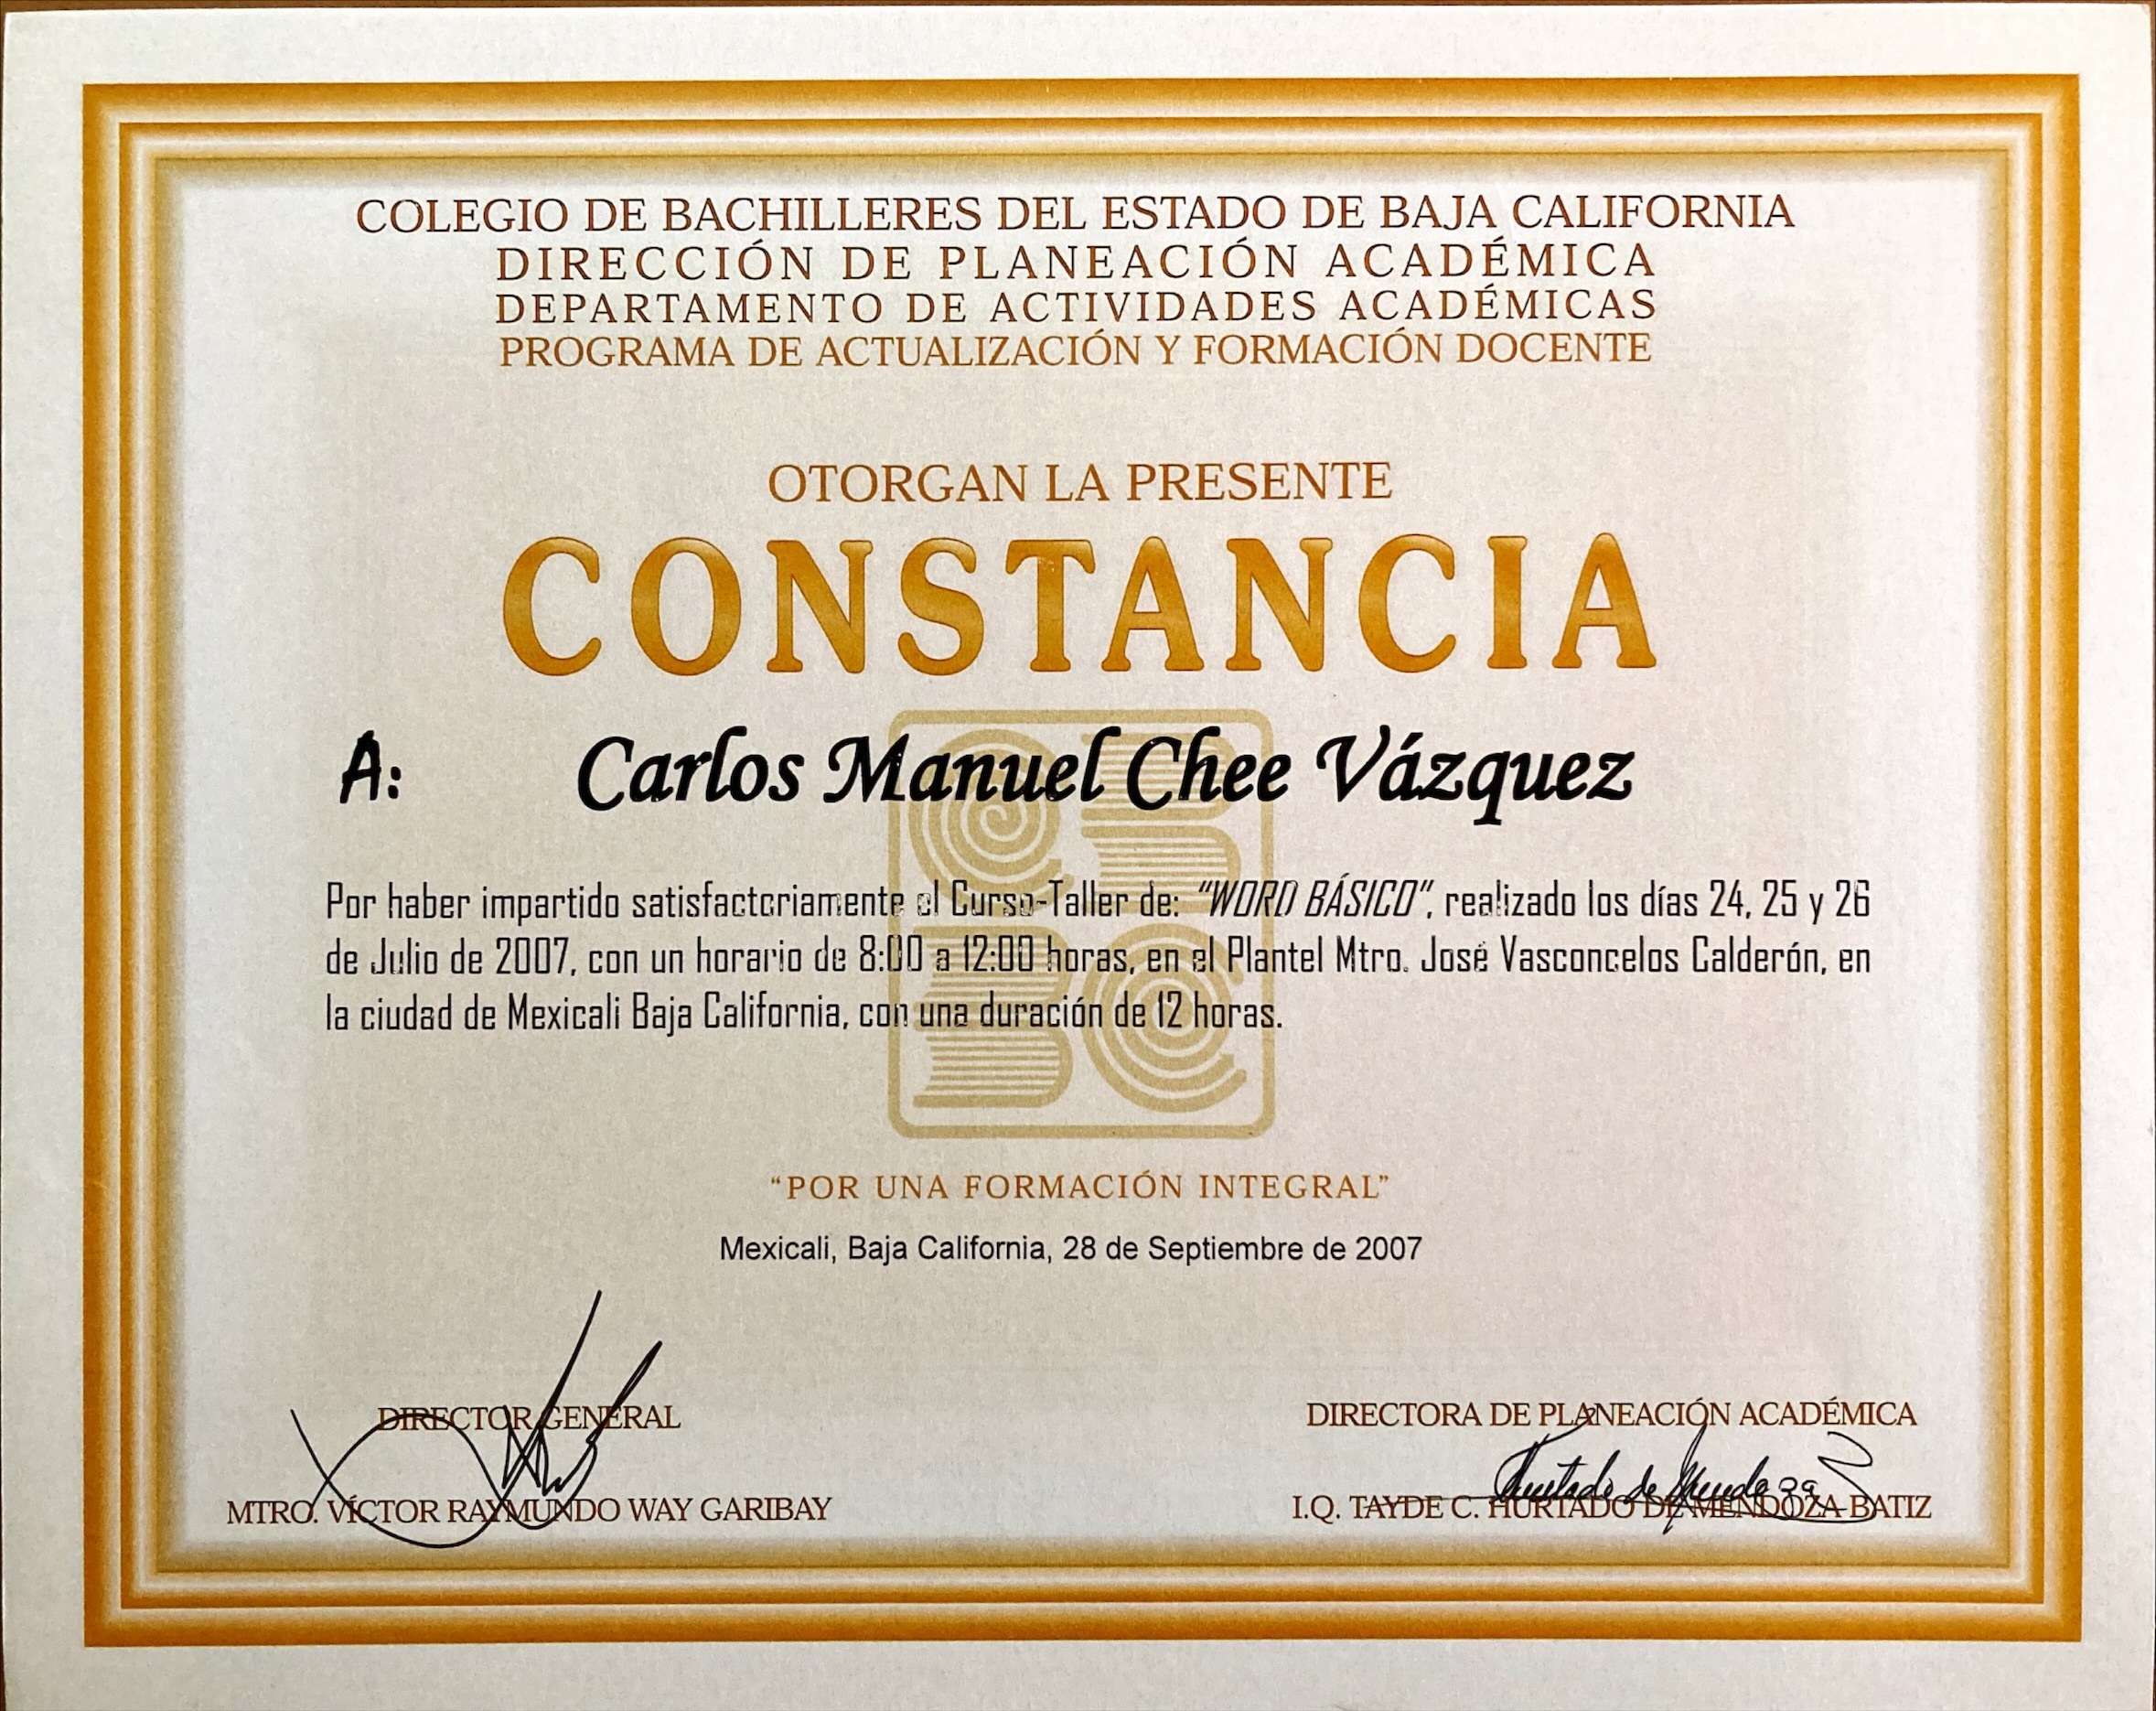 COLEGIO DE BACHILLERES DEL ESTADO DE BAJA CALIFORNIA
DIRECCIÓN DE PLANEACIÓN ACADÉMICA
DEPARTAMENTO DE ACTIVIDADES ACADÉMICAS
PROGRAMA DE ACTUALIZACIÓN Y FORMACIÓN DOCENTE
OTORGAN LA PRESENTE
CONSTANCIA
A: Carlos Manuel Chee Vázquez
Por haber impartido satisfactoriamente el Curso-Taller de: "WORD BÁSICO", realizado los días 24, 25 y 26
de Julio de 2007, con un horario de 8:00 a 12:00 horas, en el Plantel Mtro. José Vasconcelos Calderón, en
la ciudad de Mexicali Baja California, con una duración de 12 horas.
CB
BC
"POR UNA FORMACIÓN INTEGRAL"
Mexicali, Baja California, 28 de Septiembre de 2007
DIRECTOR GENERAL
MTRO. VÍCTOR RAYMUNDO WAY GARIBAY
DIRECTORA DE PLANEACIÓN ACADÉMICA
Hurtado de Mendoza
I.Q. TAYDE C. HURTADO DE MENDOZA BATIZ